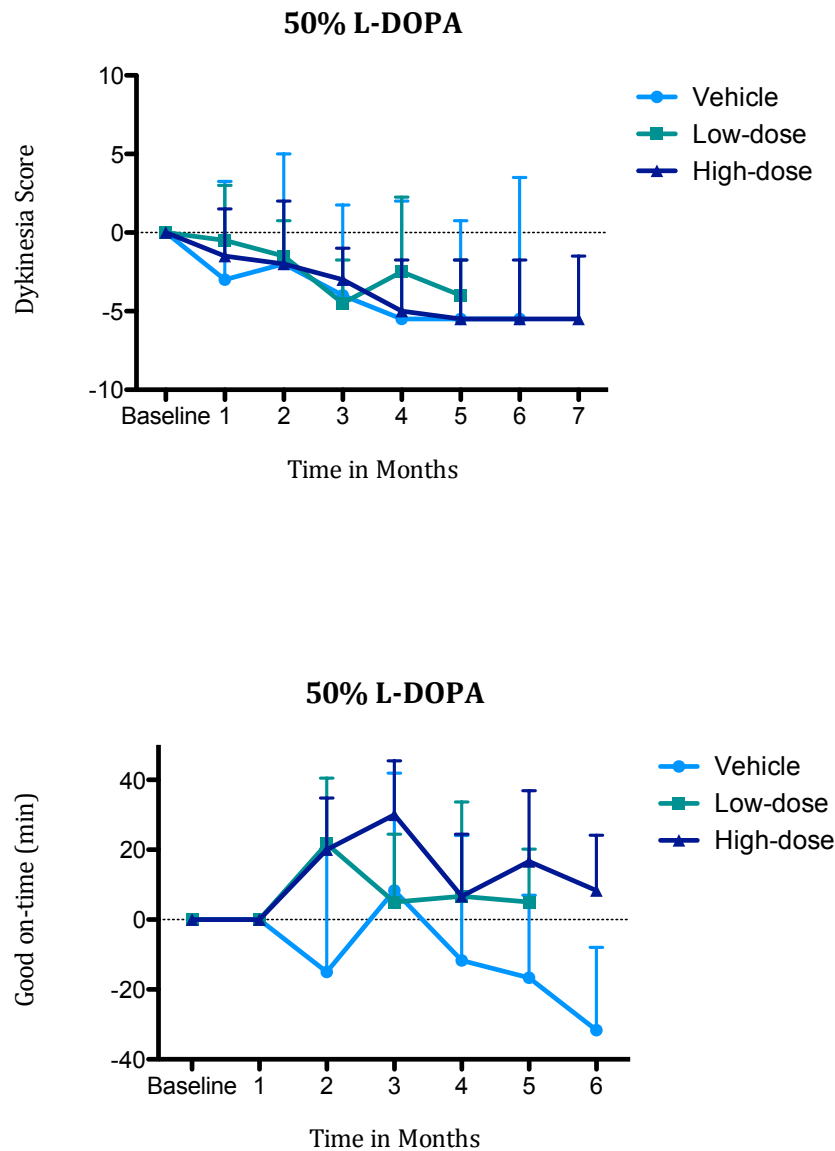 50% L-DOPA
10
5
0
-5
-10
Dykinesia Score
Vehicle
Low-dose
High-dose
Baseline 1 2 3 4 5 6 7
Time in Months
50% L-DOPA
40
20
0
-20
-40
Good on-time (min)
Vehicle
Low-dose
High-dose
Baseline 1 2 3 4 5 6
Time in Months